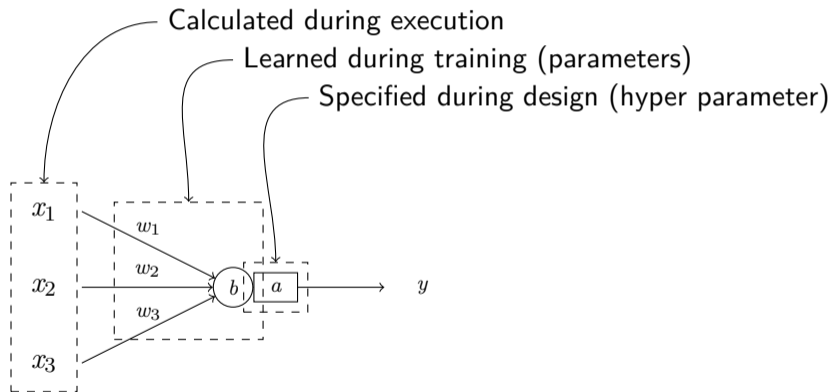 Calculated during execution
Learned during training (parameters)
Specified during design (hyper parameter)
x₁
w₁
x₂
w₂
b
a
y
w₃
x₃